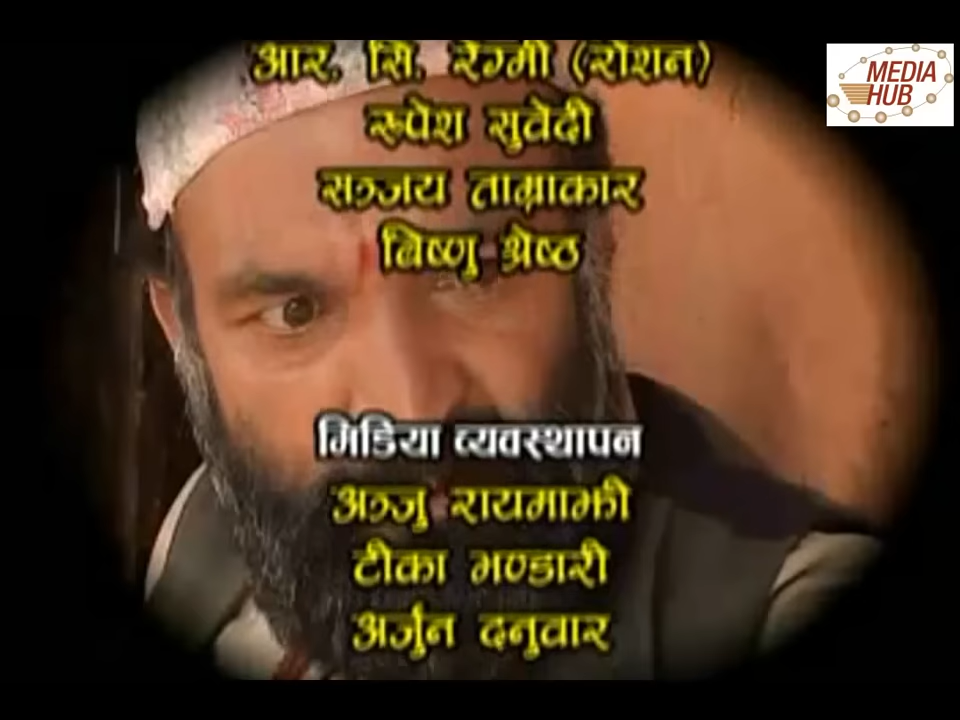 आर. सि. रेग्मी (रोशन)
रुपेश सुवेदी
सञ्जय ताम्राकार
बिष्णु श्रेष्ठ
मिडिया व्यवस्थापन
अञ्जु रायमाझी
टीका भण्डारी
अर्जुन दनुवार
MEDIA
HUB